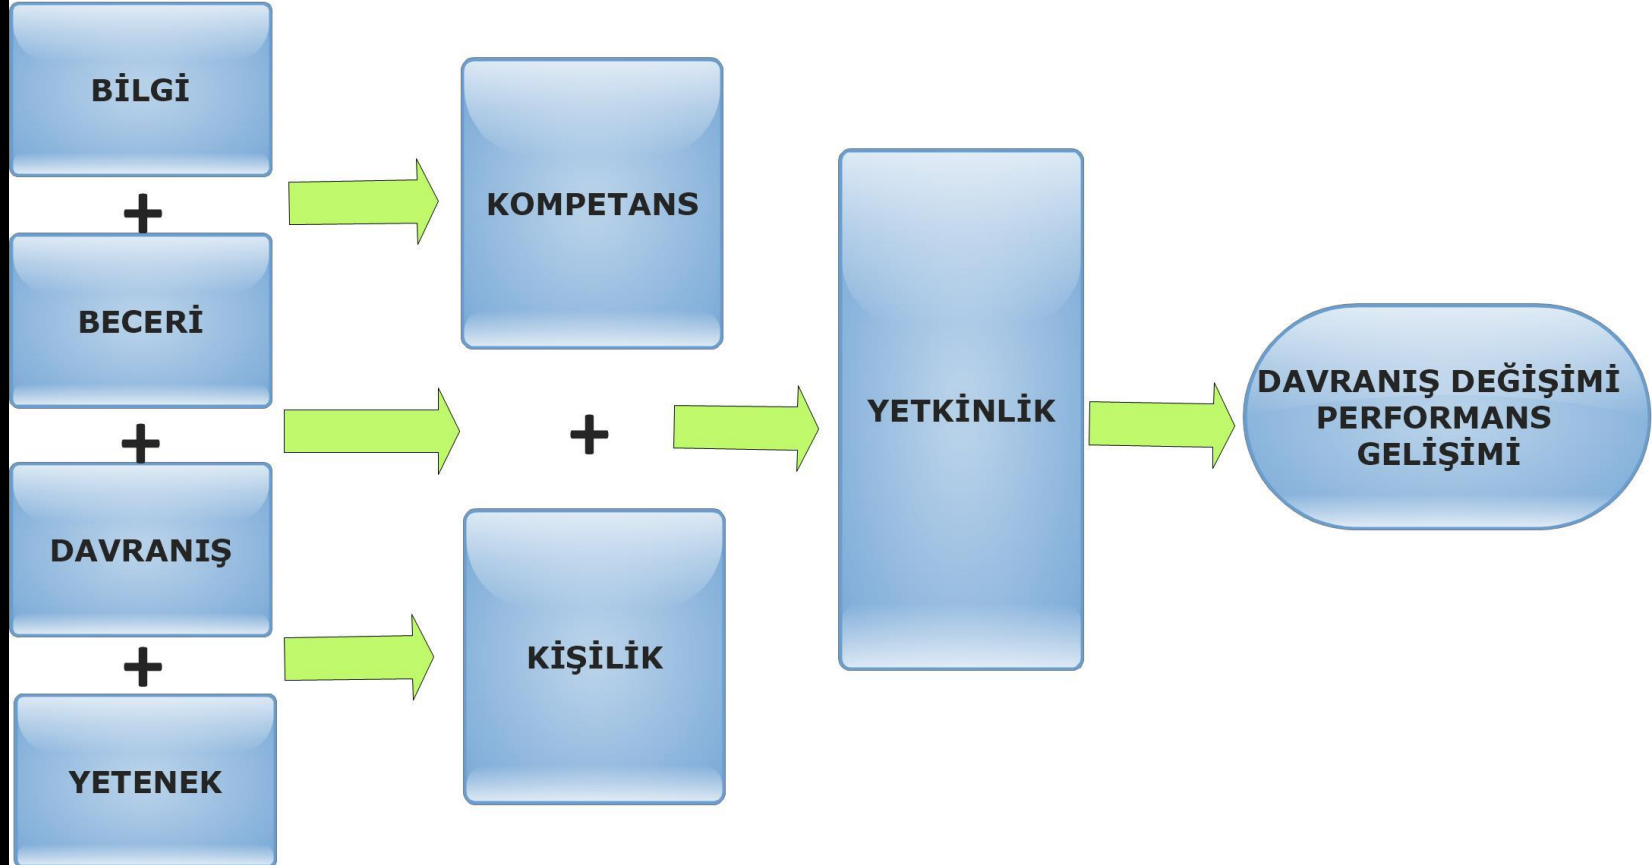 BİLGİ
+
BECERİ
+
DAVRANIŞ
+
YETENEK
KOMPETANS
+
KİŞİLİK
YETKİNLİK
DAVRANIŞ DEĞİŞİMİ
PERFORMANS
GELİŞİMİ